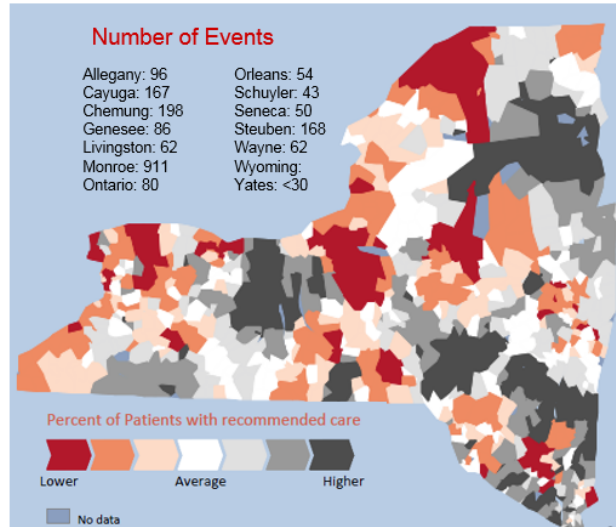 Number of Events
Allegany: 96
Cayuga: 167
Chemung: 198
Genesee: 86
Livingston: 62
Monroe: 911
Ontario: 80
Orleans: 54
Schuyler: 43
Seneca: 50
Steuben: 168
Wayne: 62
Wyoming:
Yates: <30
Percent of Patients with recommended care
Lower Average Higher
No data